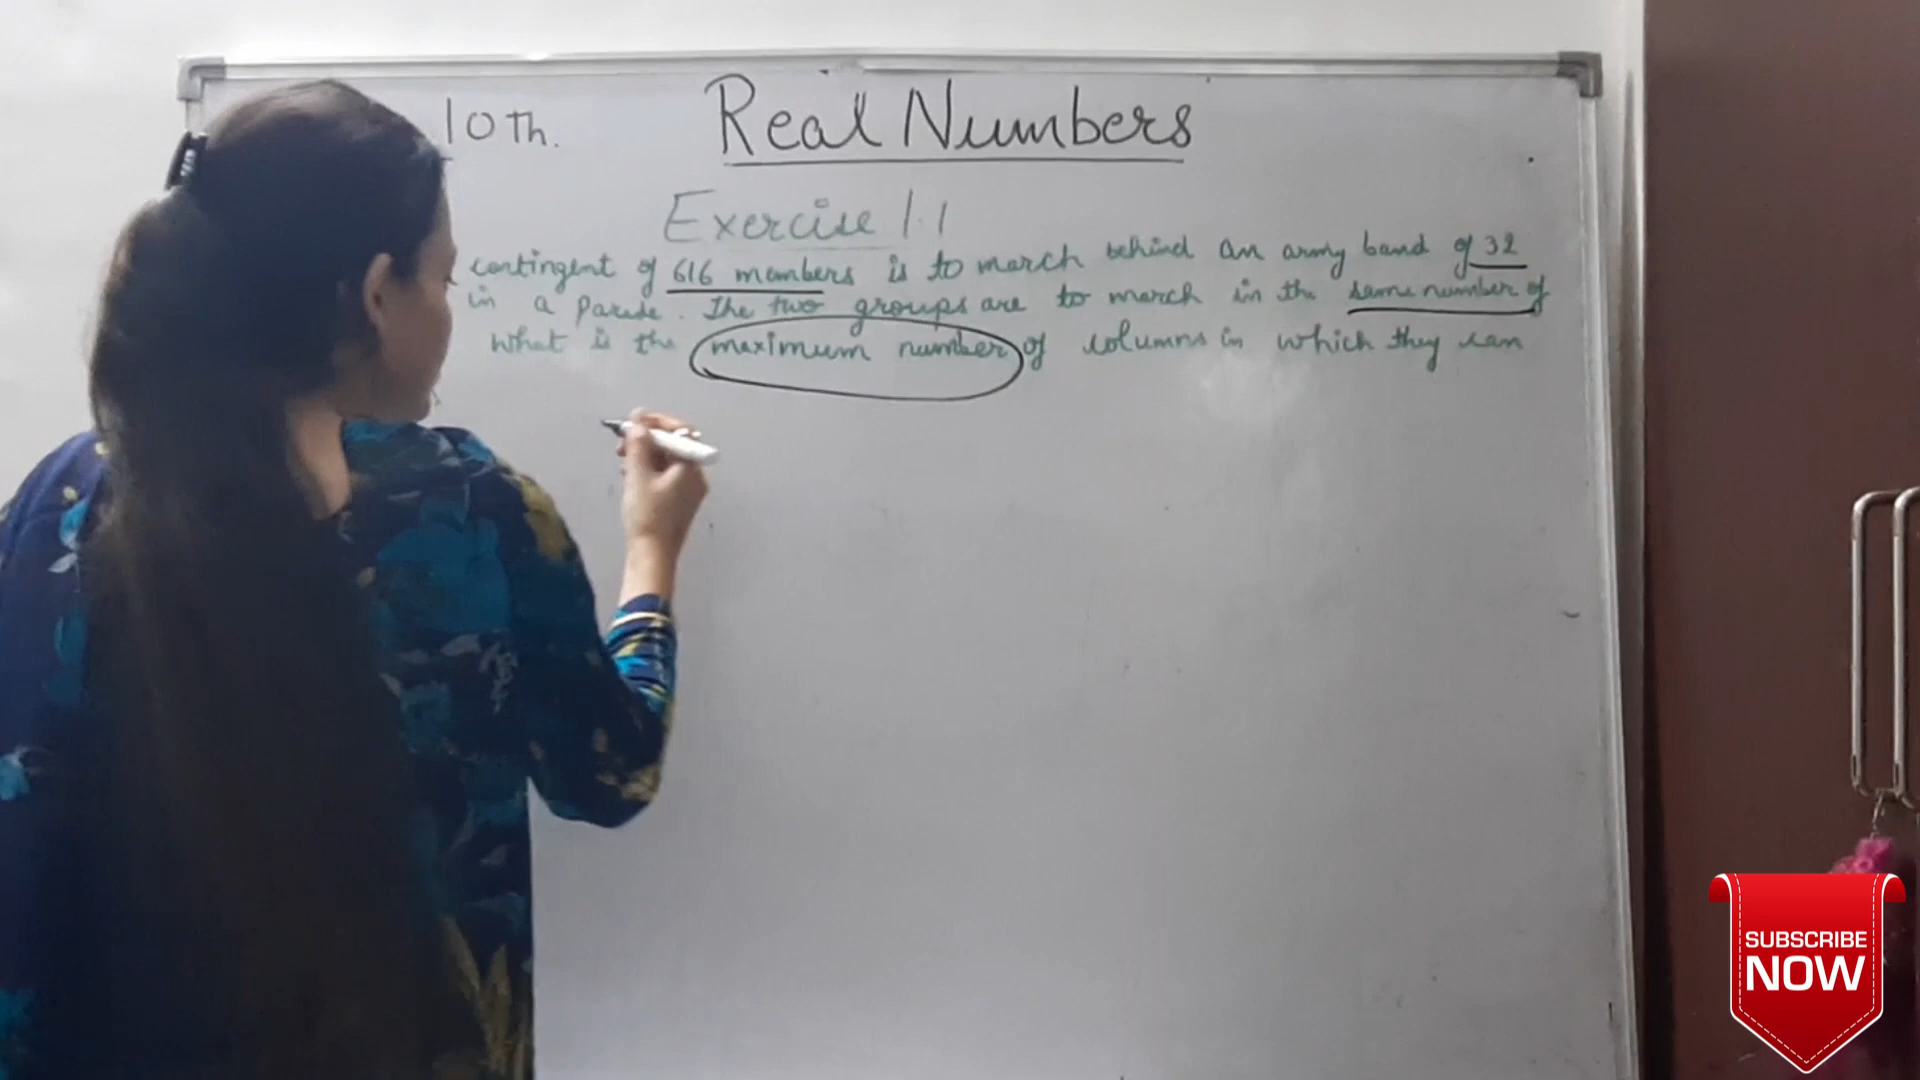 10th.
Real Numbers
Exercise 1.1
contingent of 616 members is to march behind an army band of 32
in a parade. The two groups are to march in the same number of
What is the maximum number of columns in which they can
SUBSCRIBE
NOW